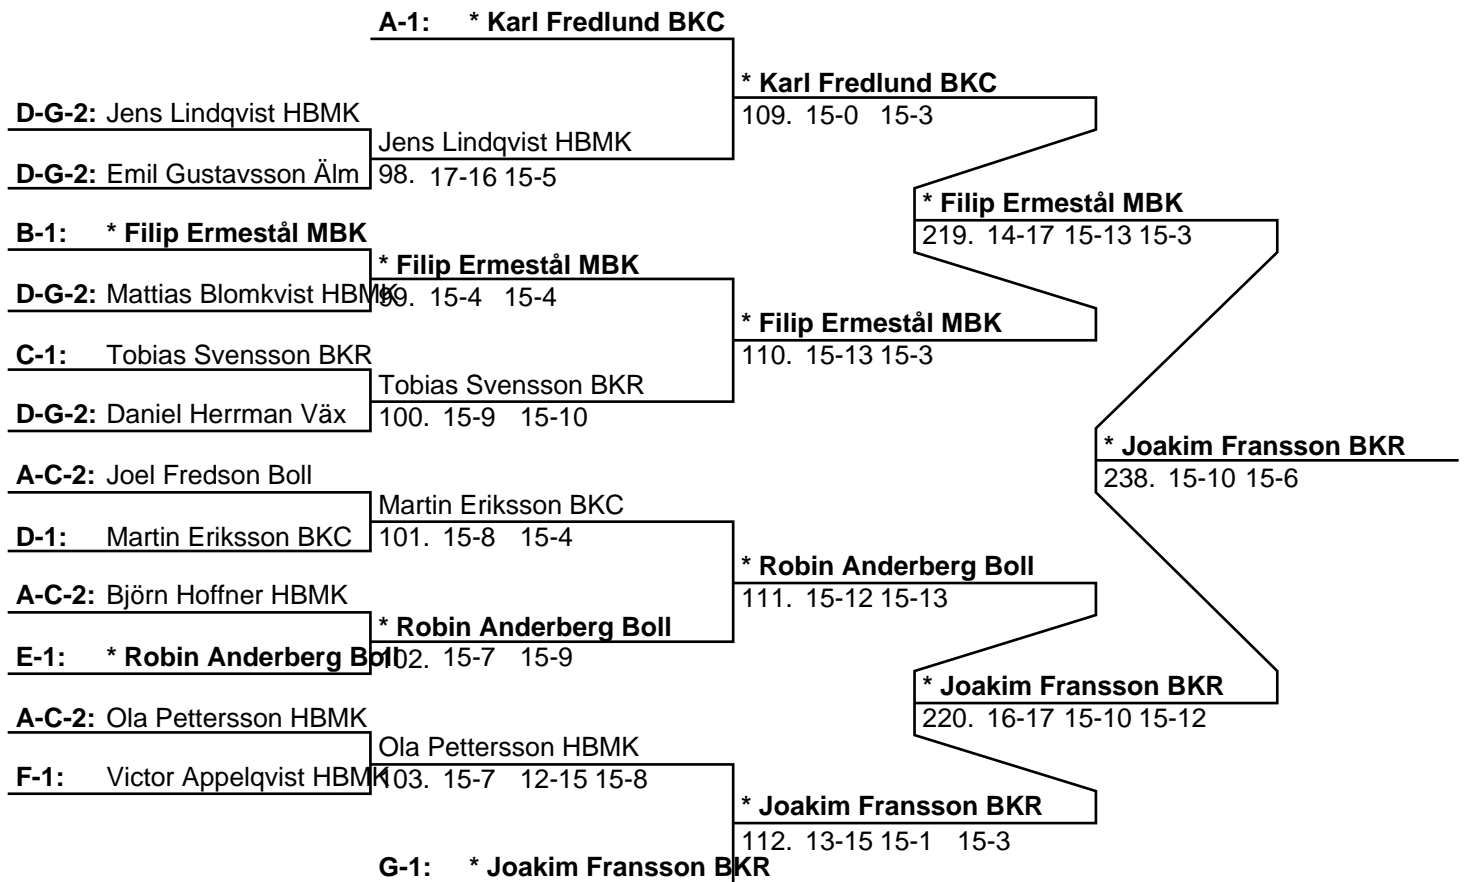 A-1: * Karl Fredlund BKC
* Karl Fredlund BKC
109. 15-0 15-3
D-G-2: Jens Lindqvist HBMK
Jens Lindqvist HBMK
D-G-2: Emil Gustavsson Älm
98. 17-16 15-5
* Filip Ermestål MBK
219. 14-17 15-13 15-3
B-1: * Filip Ermestål MBK
* Filip Ermestål MBK
D-G-2: Mattias Blomkvist HBMK
99. 15-4 15-4
* Filip Ermestål MBK
110. 15-13 15-3
C-1: Tobias Svensson BKR
Tobias Svensson BKR
D-G-2: Daniel Herrman Väx
100. 15-9 15-10
* Joakim Fransson BKR
238. 15-10 15-6
A-C-2: Joel Fredson Boll
Martin Eriksson BKC
D-1: Martin Eriksson BKC
101. 15-8 15-4
* Robin Anderberg Boll
111. 15-12 15-13
A-C-2: Björn Hoffner HBMK
* Robin Anderberg Boll
E-1: * Robin Anderberg Boll
102. 15-7 15-9
* Joakim Fransson BKR
220. 16-17 15-10 15-12
A-C-2: Ola Pettersson HBMK
Ola Pettersson HBMK
F-1: Victor Appelqvist HBMK
103. 15-7 12-15 15-8
* Joakim Fransson BKR
112. 13-15 15-1 15-3
G-1: * Joakim Fransson BKR